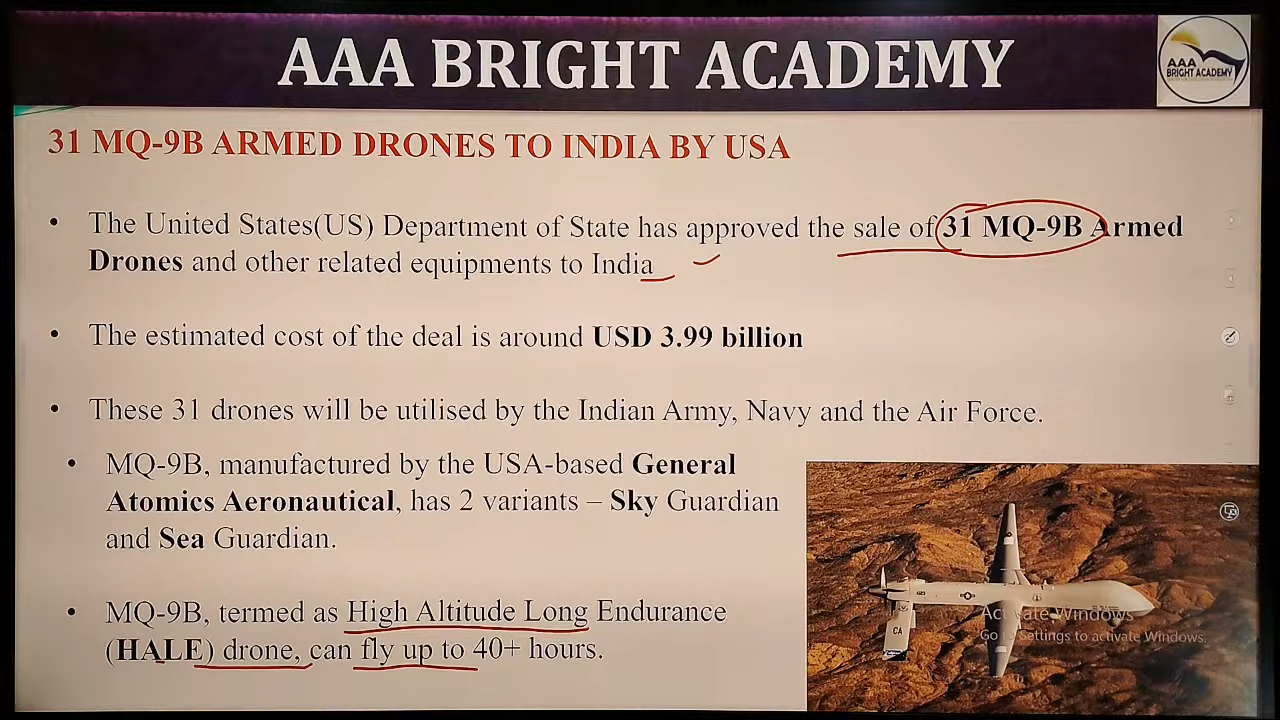 AAA BRIGHT ACADEMY
AAA
BRIGHT ACADEMY
31 MQ-9B ARMED DRONES TO INDIA BY USA
• The United States(US) Department of State has approved the sale of 31 MQ-9B Armed
Drones and other related equipments to India
• The estimated cost of the deal is around USD 3.99 billion
• These 31 drones will be utilised by the Indian Army, Navy and the Air Force.
• MQ-9B, manufactured by the USA-based General
Atomics Aeronautical, has 2 variants – Sky Guardian
and Sea Guardian.
• MQ-9B, termed as High Altitude Long Endurance
(HALE) drone, can fly up to 40+ hours.
CA
Activate Windows
Go to Settings to activate Windows.